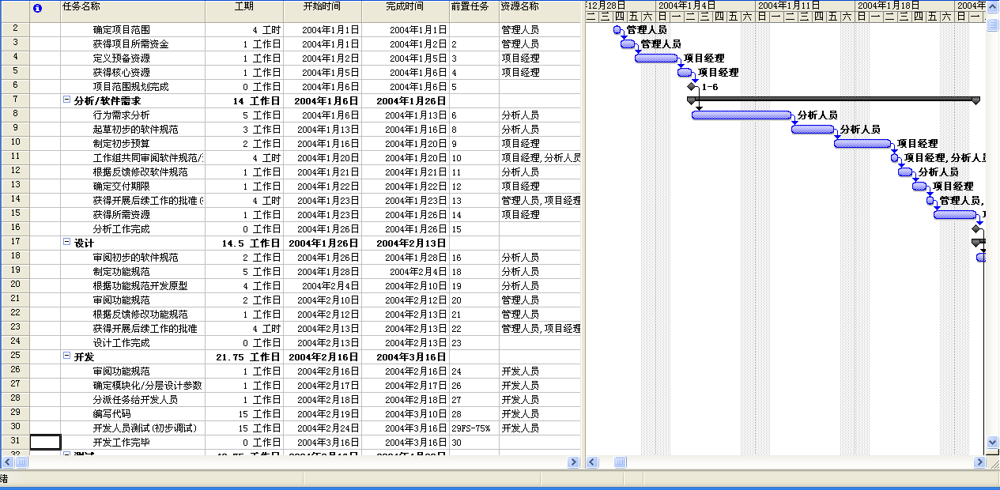 任务名称 工期 开始时间 完成时间 前置任务 资源名称
12月28日 2004年1月4日 2004年1月11日 2004年1月18日 2004年
二 三 四 五 六 日 一 二 三 四 五 六 日 一 二 三 四 五 六 日 一 二 三 四 五 六 日 一
2 确定项目范围 4 工时 2004年1月1日 2004年1月1日 管理人员
3 获得项目所需资金 1 工作日 2004年1月1日 2004年1月2日 2 管理人员
4 定义预备资源 1 工作日 2004年1月2日 2004年1月5日 3 项目经理
5 获得核心资源 1 工作日 2004年1月5日 2004年1月6日 4 项目经理
6 项目范围规划完成 0 工作日 2004年1月6日 2004年1月6日 5
7 分析/软件需求 14 工作日 2004年1月6日 2004年1月26日
8 行为需求分析 5 工作日 2004年1月6日 2004年1月13日 6 分析人员
9 起草初步的软件规范 3 工作日 2004年1月13日 2004年1月16日 8 分析人员
10 制定初步预算 2 工作日 2004年1月16日 2004年1月20日 9 项目经理
11 工作组共同审阅软件规范/ 4 工时 2004年1月20日 2004年1月20日 10 项目经理,分析人员
12 根据反馈修改软件规范 1 工作日 2004年1月21日 2004年1月21日 11 分析人员
13 确定交付期限 1 工作日 2004年1月22日 2004年1月22日 12 项目经理
14 获得开展后续工作的批准( 4 工时 2004年1月23日 2004年1月23日 13 管理人员,项目经理
15 获得所需资源 1 工作日 2004年1月23日 2004年1月26日 14 项目经理
16 分析工作完成 0 工作日 2004年1月26日 2004年1月26日 15
17 设计 14.5 工作日 2004年1月26日 2004年2月13日
18 审阅初步的软件规范 2 工作日 2004年1月26日 2004年1月28日 16 分析人员
19 制定功能规范 5 工作日 2004年1月28日 2004年2月4日 18 分析人员
20 根据功能规范开发原型 4 工作日 2004年2月4日 2004年2月10日 19 分析人员
21 审阅功能规范 2 工作日 2004年2月10日 2004年2月12日 20 管理人员
22 根据反馈修改功能规范 1 工作日 2004年2月12日 2004年2月13日 21 管理人员
23 获得开展后续工作的批准 4 工时 2004年2月13日 2004年2月13日 22 管理人员,项目经理
24 设计工作完成 0 工作日 2004年2月13日 2004年2月13日 23
25 开发 21.75 工作日 2004年2月16日 2004年3月16日
26 审阅功能规范 1 工作日 2004年2月16日 2004年2月16日 24 开发人员
27 确定模块化/分层设计参数 1 工作日 2004年2月17日 2004年2月17日 26 开发人员
28 分派任务给开发人员 1 工作日 2004年2月18日 2004年2月18日 27 开发人员
29 编写代码 15 工作日 2004年2月19日 2004年3月10日 28 开发人员
30 开发人员测试(初步调试) 15 工作日 2004年2月24日 2004年3月16日 29FS-75% 开发人员
31 开发工作完毕 0 工作日 2004年3月16日 2004年3月16日 30
管理人员
管理人员
项目经理
项目经理
1-6
分析人员
分析人员
项目经理
项目经理,分析人员
分析人员
项目经理
管理人员,
绪